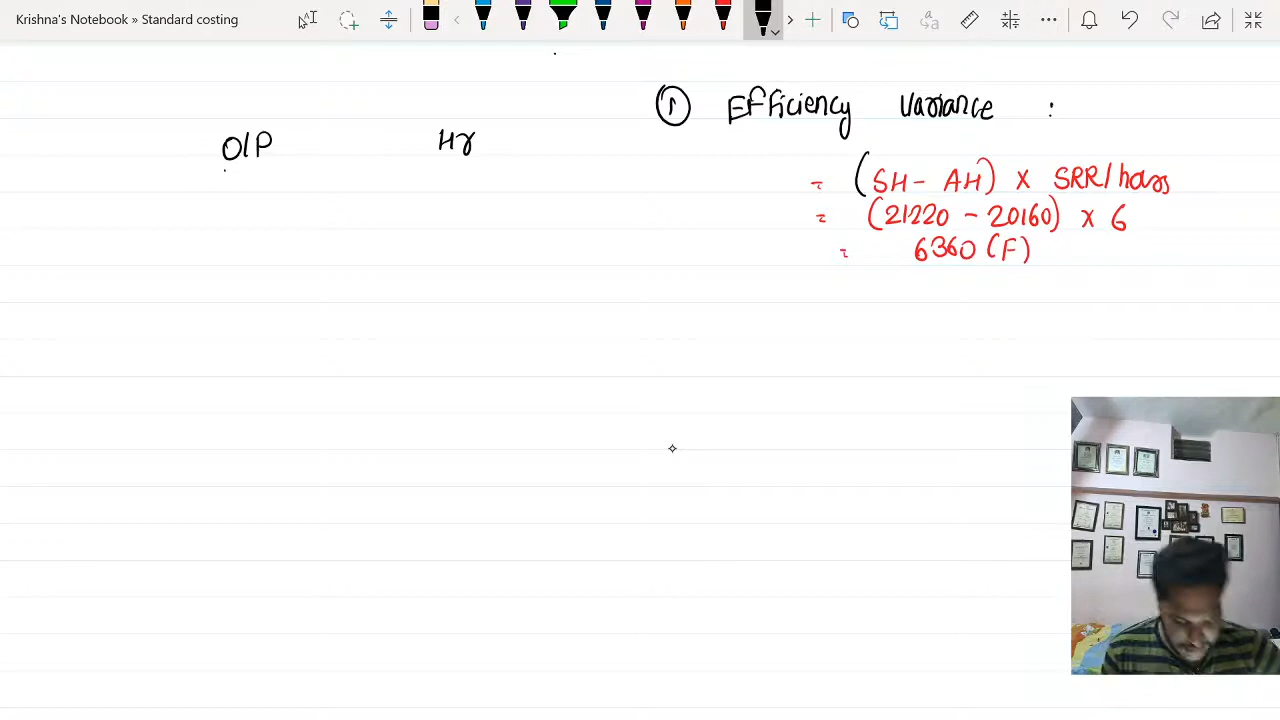 Krishna's Notebook » Standard costing
O/P Hr
① Efficiency Variance :
= (SH - AH) X SRR/hours
= (21220 - 20160) x 6
= 6360 (F)